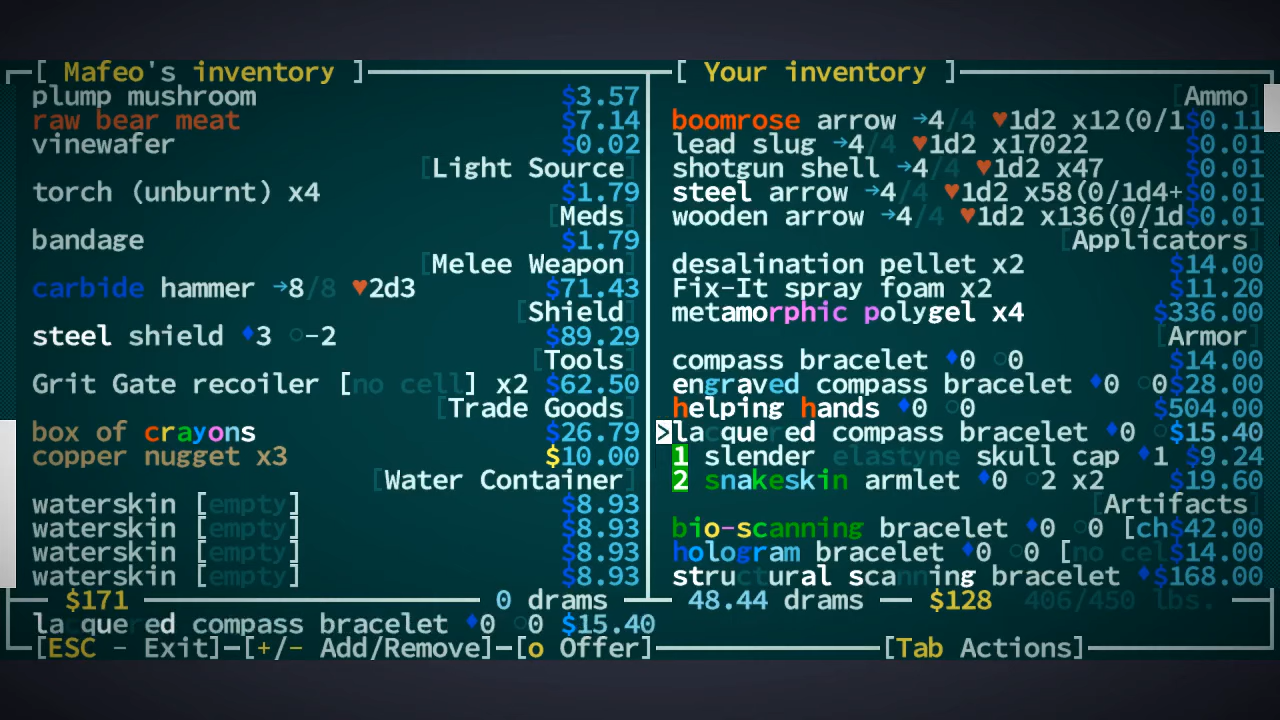 [ Mafeo's inventory ]
plump mushroom $3.57
raw bear meat $7.14
vinewafer $0.02
[Light Source]
torch (unburnt) x4 $1.79
[Meds]
bandage $1.79
[Melee Weapon]
carbide hammer →8/8 ♥2d3 $71.43
[Shield]
steel shield ♦3 ○-2 $89.29
[Tools]
Grit Gate recoiler [no cell] x2 $62.50
[Trade Goods]
box of crayons $26.79
copper nugget x3 $10.00
[Water Container]
waterskin [empty] $8.93
waterskin [empty] $8.93
waterskin [empty] $8.93
waterskin [empty] $8.93
$171 0 drams
[ Your inventory ]
[Ammo]
boomrose arrow →4/4 ♥1d2 x12(0/1$0.11
lead slug →4/4 ♥1d2 x17022 $0.01
shotgun shell →4/4 ♥1d2 x47 $0.01
steel arrow →4/4 ♥1d2 x58(0/1d4+$0.01
wooden arrow →4/4 ♥1d2 x136(0/1d$0.01
[Applicators]
desalination pellet x2 $14.00
Fix-It spray foam x2 $11.20
metamorphic polygel x4 $336.00
[Armor]
compass bracelet ♦0 ○0 $14.00
engraved compass bracelet ♦0 ○0$28.00
helping hands ♦0 ○0 $504.00
>lacquered compass bracelet ♦0 ○$15.40
1 slender elastyne skull cap ♦1 $9.24
2 snakeskin armlet ♦0 ○2 x2 $19.60
[Artifacts]
bio-scanning bracelet ♦0 ○0 [ch$42.00
hologram bracelet ♦0 ○0 [no cel$14.00
structural scanning bracelet ♦$168.00
48.44 drams $128 406/450 lbs.
lacquered compass bracelet ♦0 ○0 $15.40
[ESC - Exit] [+/- Add/Remove] [o Offer] [Tab Actions]